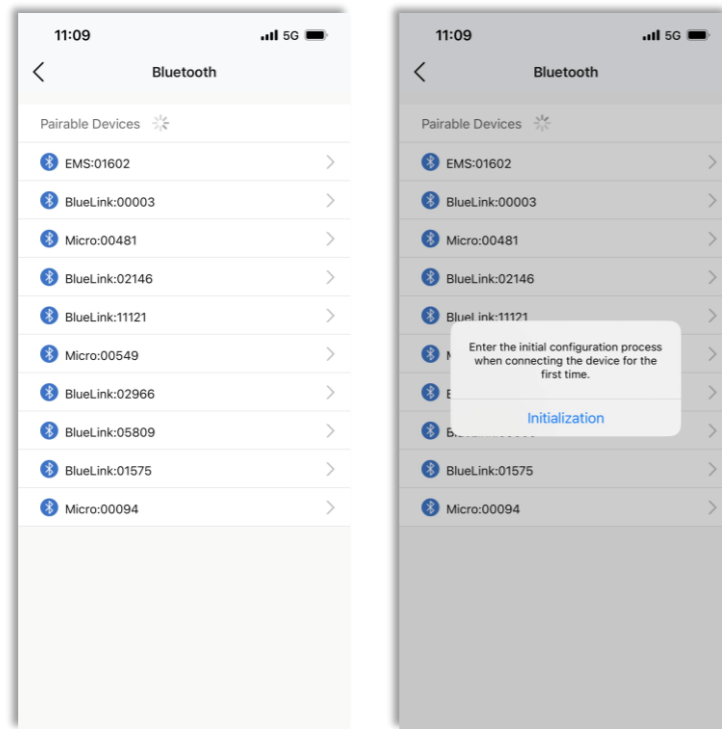 11:09
5G
Bluetooth
Pairable Devices
EMS:01602
BlueLink:00003
Micro:00481
BlueLink:02146
BlueLink:11121
Micro:00549
BlueLink:02966
BlueLink:05809
BlueLink:01575
Micro:00094
11:09
5G
Bluetooth
Pairable Devices
EMS:01602
BlueLink:00003
Micro:00481
BlueLink:02146
BlueLink:11121
Enter the initial configuration process
when connecting the device for the
first time.
Initialization
BlueLink:01575
Micro:00094